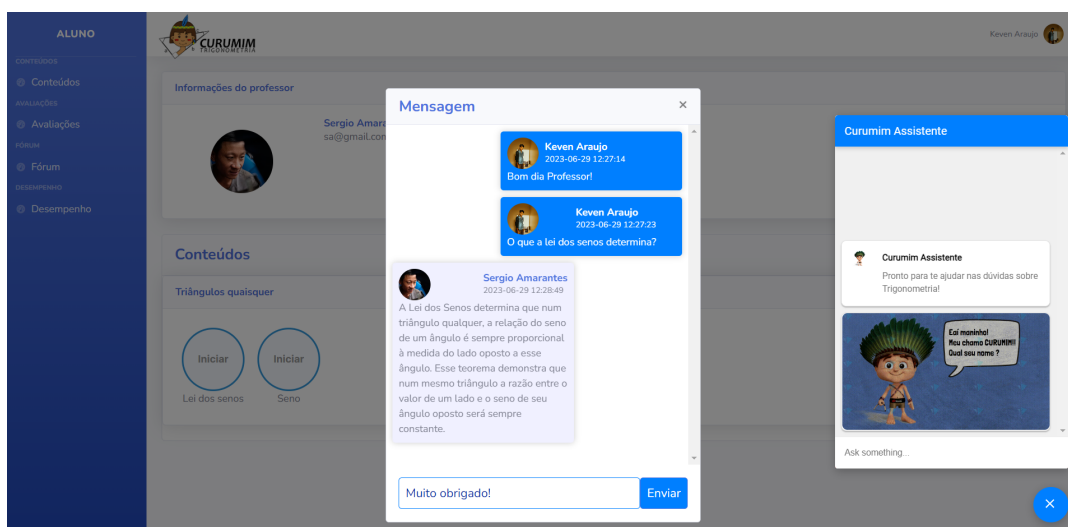 ALUNO
CONTEÚDOS
Conteúdos
AVALIAÇÕES
Avaliações
FÓRUM
Fórum
DESEMPENHO
Desempenho
CURUMIM
TRIGONOMETRIA
Keven Araujo
Informações do professor
Sergio Amara
sa@gmail.con
Conteúdos
Triângulos quaisquer
Iniciar
Iniciar
Lei dos senos
Seno
Mensagem
×
Keven Araujo
2023-06-29 12:27:14
Bom dia Professor!
Keven Araujo
2023-06-29 12:27:23
O que a lei dos senos determina?
Sergio Amarantes
2023-06-29 12:28:49
A Lei dos Senos determina que num
triângulo qualquer, a relação do seno
de um ângulo é sempre proporcional
à medida do lado oposto a esse
ângulo. Esse teorema demonstra que
num mesmo triângulo a razão entre o
valor de um lado e o seno de seu
ângulo oposto será sempre
constante.
Muito obrigado!
Enviar
Curumim Assistente
Curumim Assistente
Pronto para te ajudar nas dúvidas sobre
Trigonometria!
Eaí maninho!
Meu chamo CURUMIM!!
Qual seu nome ?
Ask something...
×